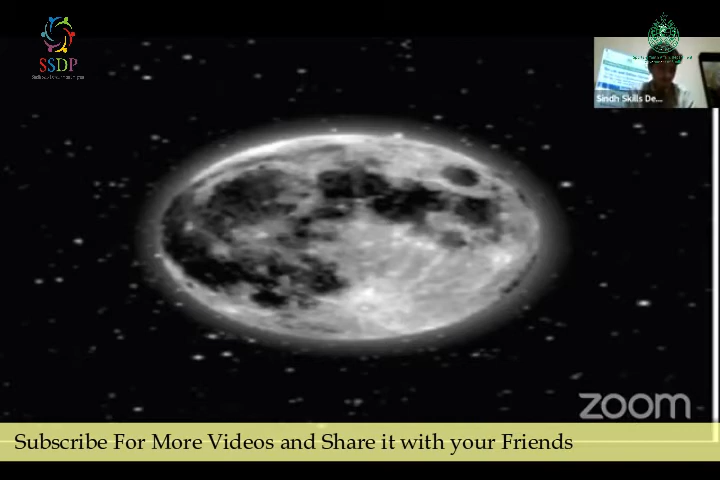 SSDP
Sindh Skills De...
zoom
Subscribe For More Videos and Share it with your Friends